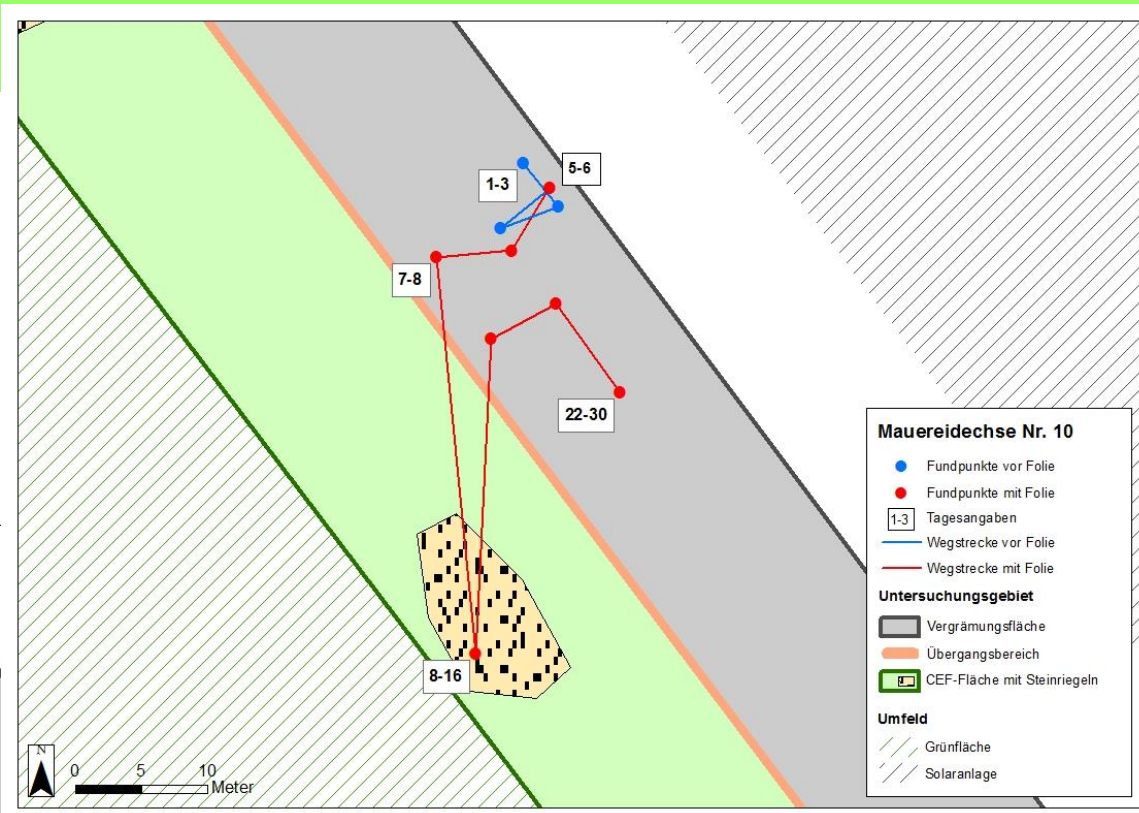 1-3
5-6
7-8
22-30
8-16
Mauereidechse Nr. 10
Fundpunkte vor Folie
Fundpunkte mit Folie
1-3 Tagesangaben
Wegstrecke vor Folie
Wegstrecke mit Folie
Untersuchungsgebiet
Vergrämungsfläche
Übergangsbereich
CEF-Fläche mit Steinriegeln
Umfeld
Grünfläche
Solaranlage
N
0 5 10
Meter